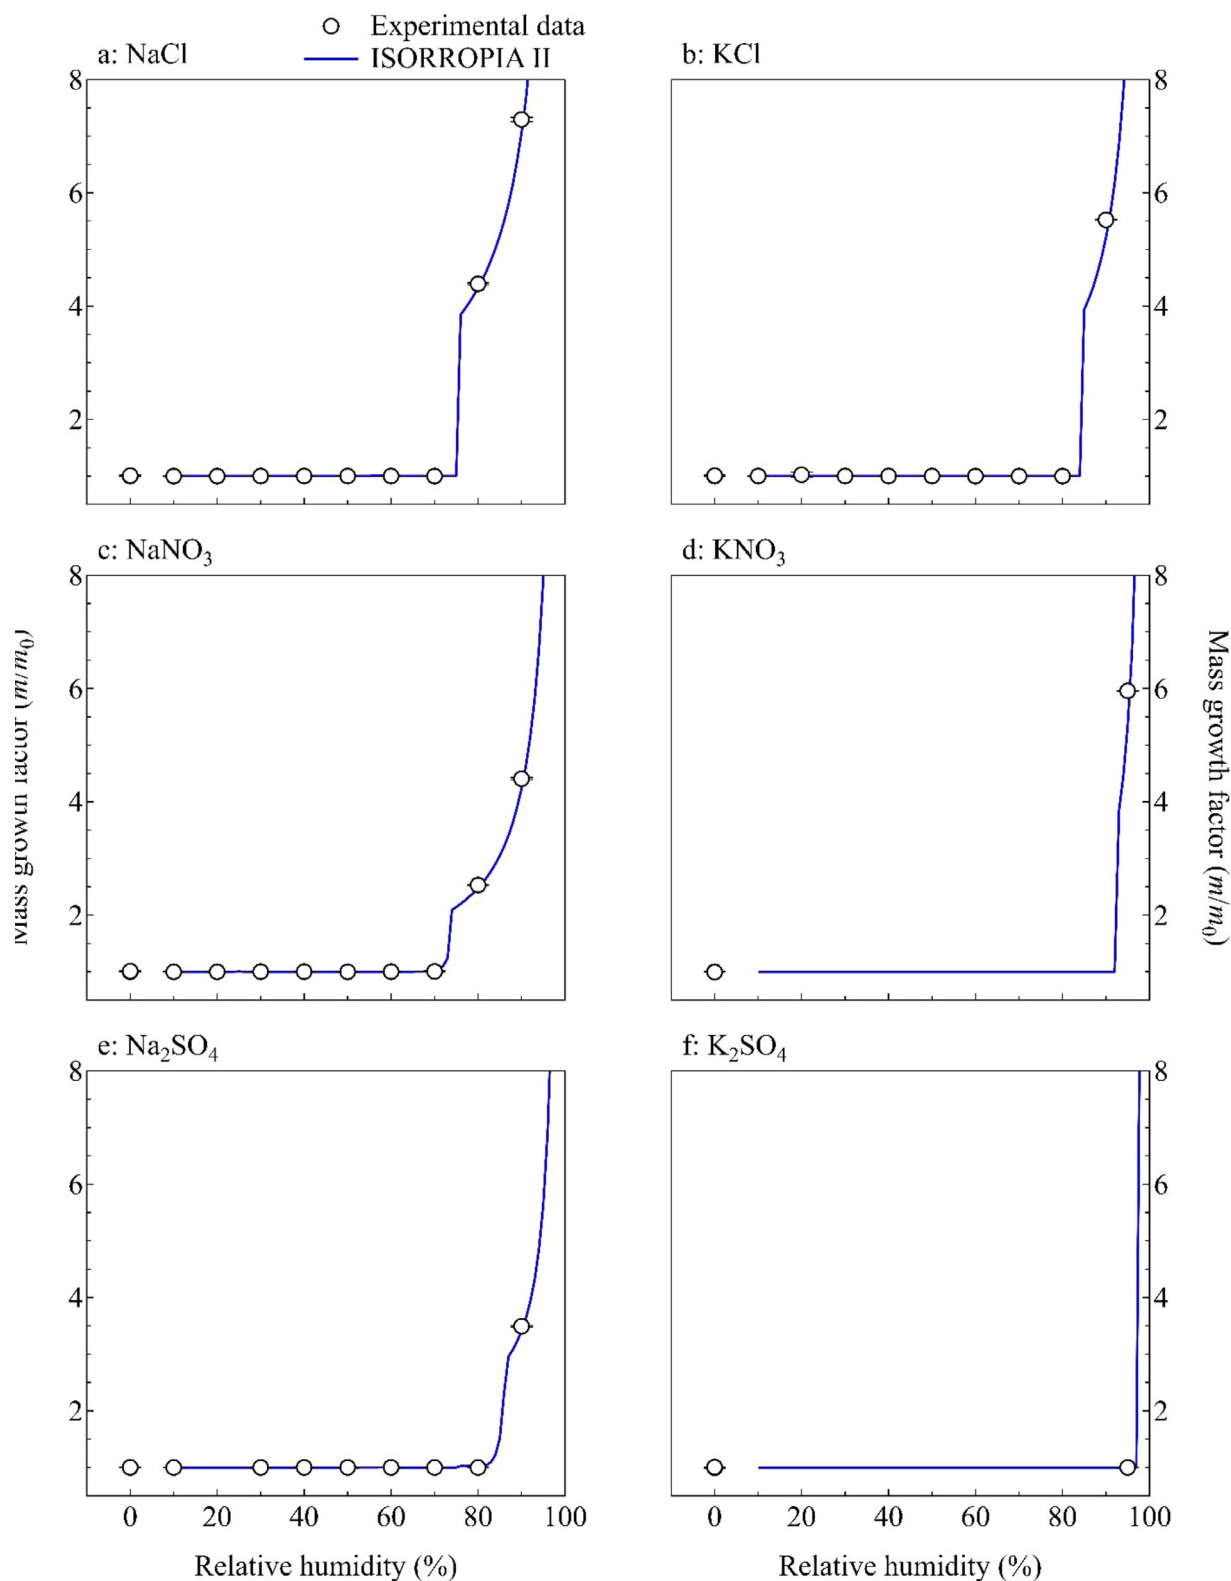 Experimental data
ISORROPIA II
a: NaCl
b: KCl
8
6
4
2
8
6
4
2
c: NaNO₃
d: KNO₃
8
6
4
2
8
6
4
2
Mass growth factor (m/m₀)
Mass growth factor (m/m₀)
e: Na₂SO₄
f: K₂SO₄
8
6
4
2
8
6
4
2
0 20 40 60 80 100
0 20 40 60 80 100
Relative humidity (%)
Relative humidity (%)